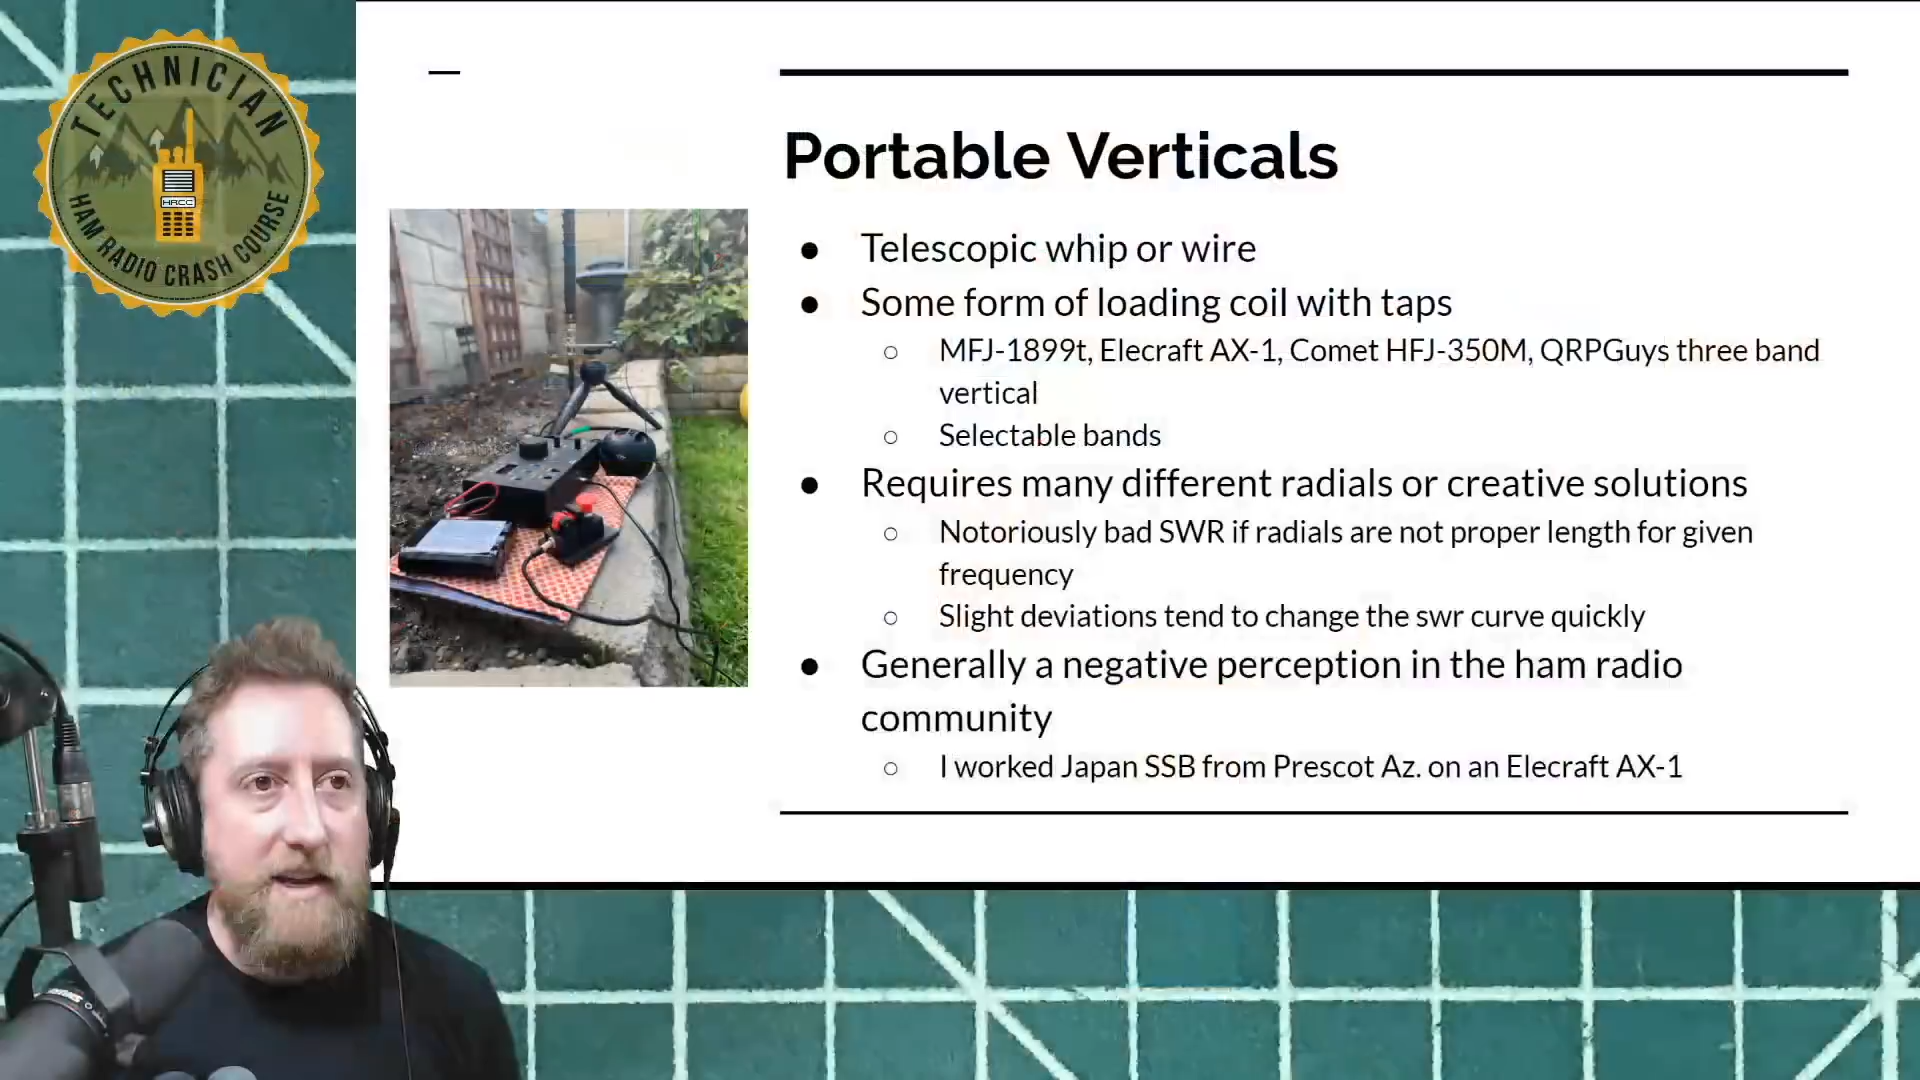 TECHNICIAN
HRCC
HAM RADIO CRASH COURSE
Portable Verticals
● Telescopic whip or wire
● Some form of loading coil with taps
○ MFJ-1899t, Elecraft AX-1, Comet HFJ-350M, QRPGuys three band
vertical
○ Selectable bands
● Requires many different radials or creative solutions
○ Notoriously bad SWR if radials are not proper length for given
frequency
○ Slight deviations tend to change the swr curve quickly
● Generally a negative perception in the ham radio
community
○ I worked Japan SSB from Prescot Az. on an Elecraft AX-1